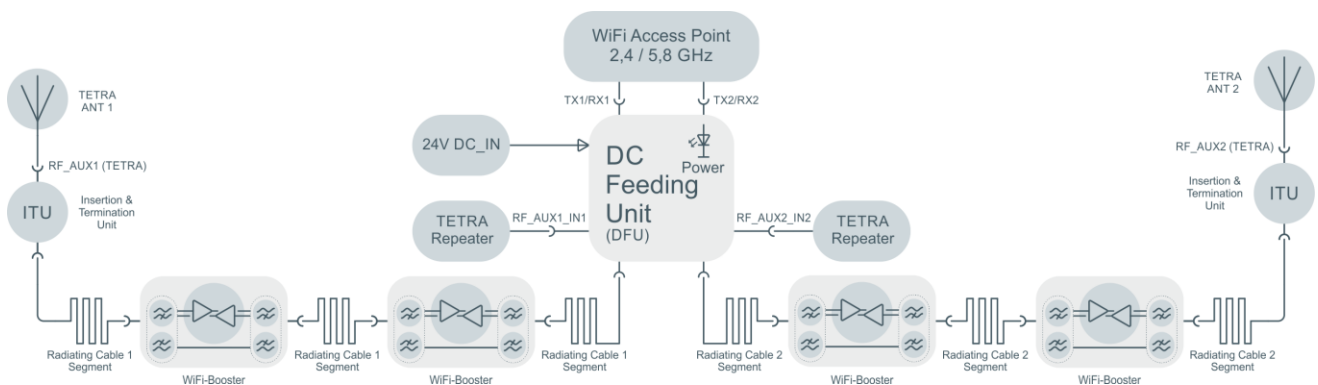 WiFi Access Point
2,4 / 5,8 GHz
TETRA
ANT 1
TETRA
ANT 2
TX1/RX1
TX2/RX2
24V DC_IN
DC
Feeding
Unit
(DFU)
Power
RF_AUX1 (TETRA)
RF_AUX2 (TETRA)
ITU
Insertion &
Termination
Unit
Insertion &
Termination
Unit
ITU
TETRA
Repeater
RF_AUX1_IN1
RF_AUX2_IN2
TETRA
Repeater
Radiating Cable 1
Segment
WiFi-Booster
Radiating Cable 1
Segment
WiFi-Booster
Radiating Cable 1
Segment
Radiating Cable 2
Segment
WiFi-Booster
Radiating Cable 2
Segment
WiFi-Booster
Radiating Cable 2
Segment